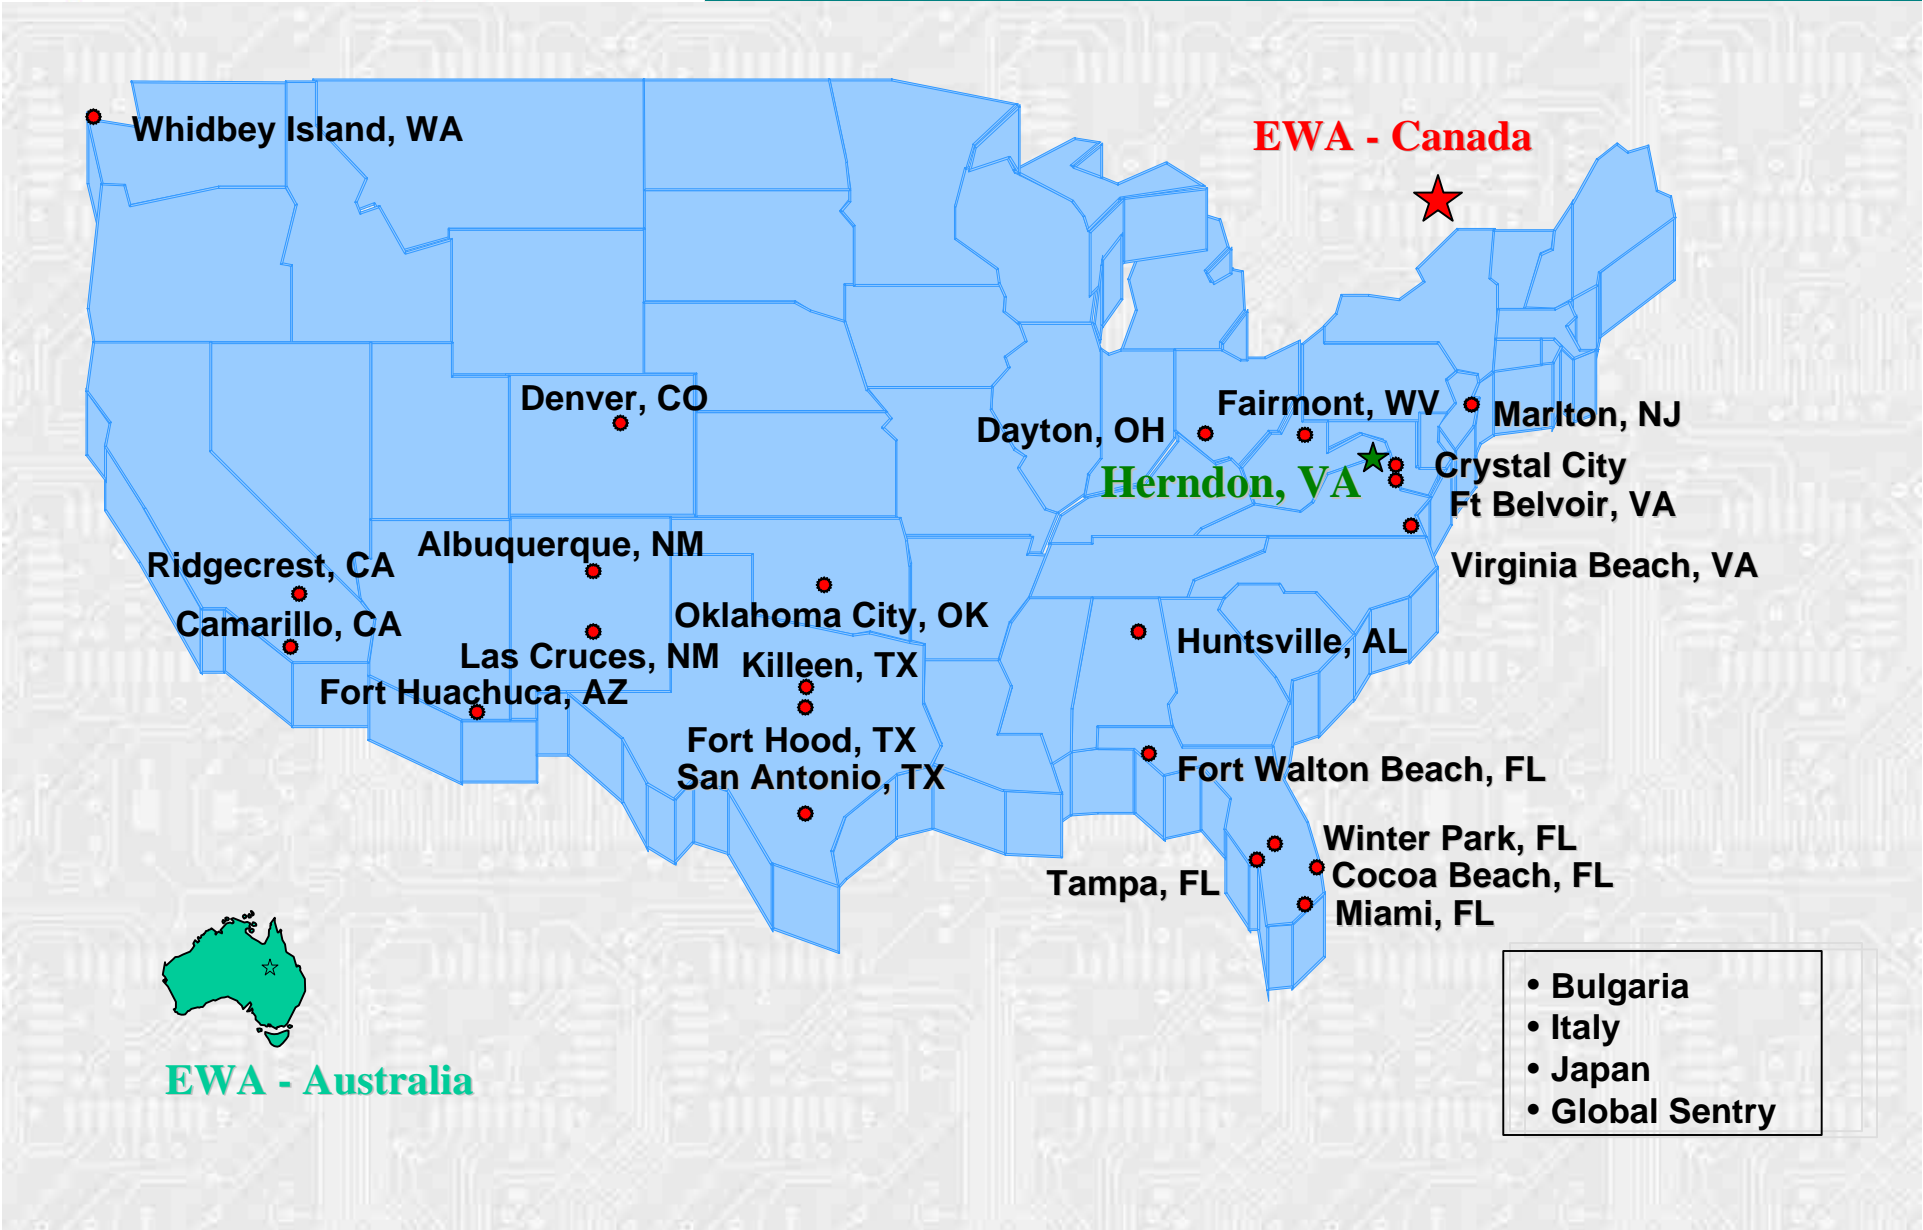 EWA - Canada
Whidbey Island, WA
Denver, CO
Fairmont, WV
Marlton, NJ
Dayton, OH
Crystal City
Herndon, VA
Ft Belvoir, VA
Albuquerque, NM
Ridgecrest, CA
Virginia Beach, VA
Oklahoma City, OK
Camarillo, CA
Huntsville, AL
Las Cruces, NM
Killeen, TX
Fort Huachuca, AZ
Fort Hood, TX
San Antonio, TX
Fort Walton Beach, FL
Winter Park, FL
Cocoa Beach, FL
Tampa, FL
Miami, FL
• Bulgaria
• Italy
• Japan
• Global Sentry
EWA - Australia